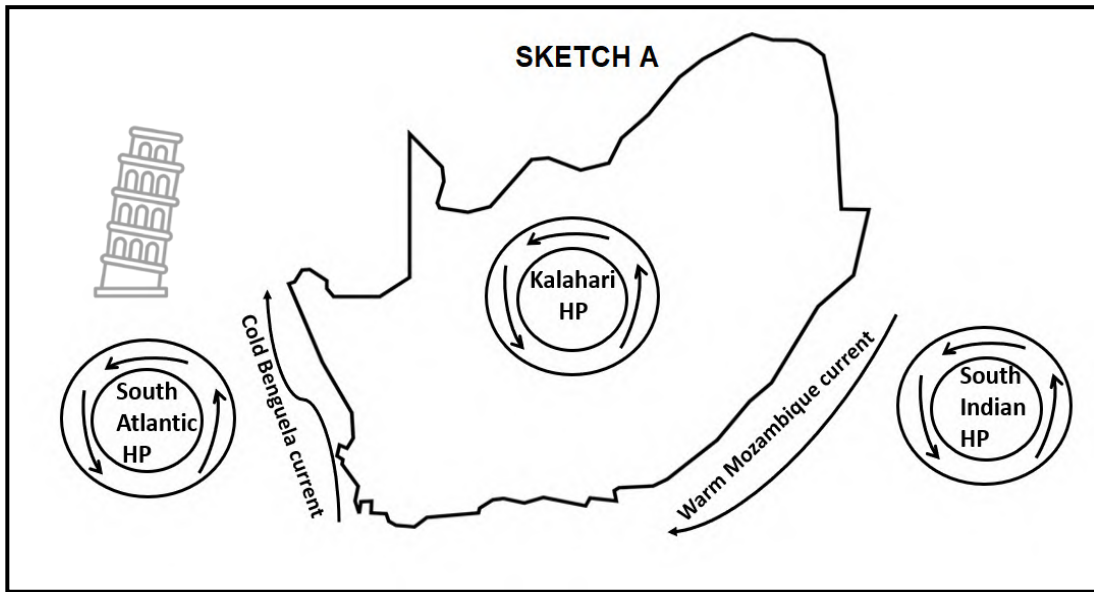 SKETCH A
Kalahari
HP
Cold Benguela current
South
Atlantic
HP
Warm Mozambique current
South
Indian
HP